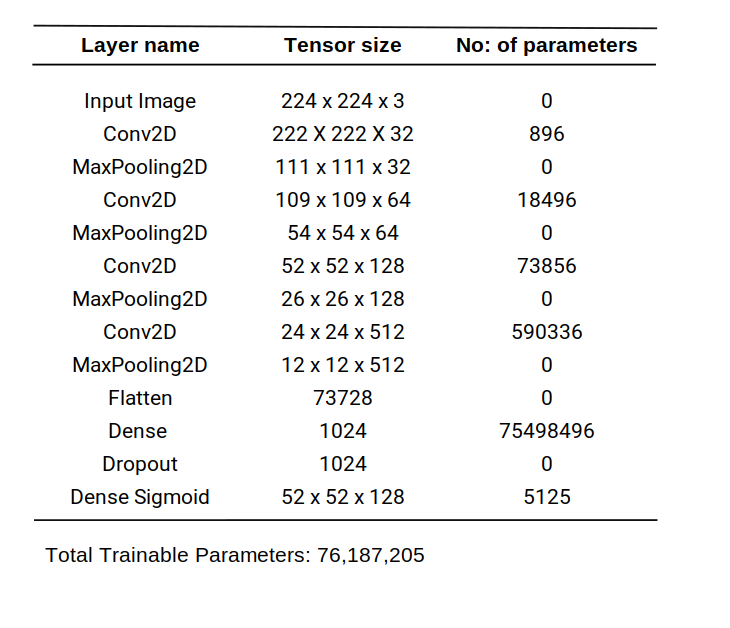 Layer name Tensor size No: of parameters
Input Image 224 x 224 x 3 0
Conv2D 222 X 222 X 32 896
MaxPooling2D 111 x 111 x 32 0
Conv2D 109 x 109 x 64 18496
MaxPooling2D 54 x 54 x 64 0
Conv2D 52 x 52 x 128 73856
MaxPooling2D 26 x 26 x 128 0
Conv2D 24 x 24 x 512 590336
MaxPooling2D 12 x 12 x 512 0
Flatten 73728 0
Dense 1024 75498496
Dropout 1024 0
Dense Sigmoid 52 x 52 x 128 5125
Total Trainable Parameters: 76,187,205